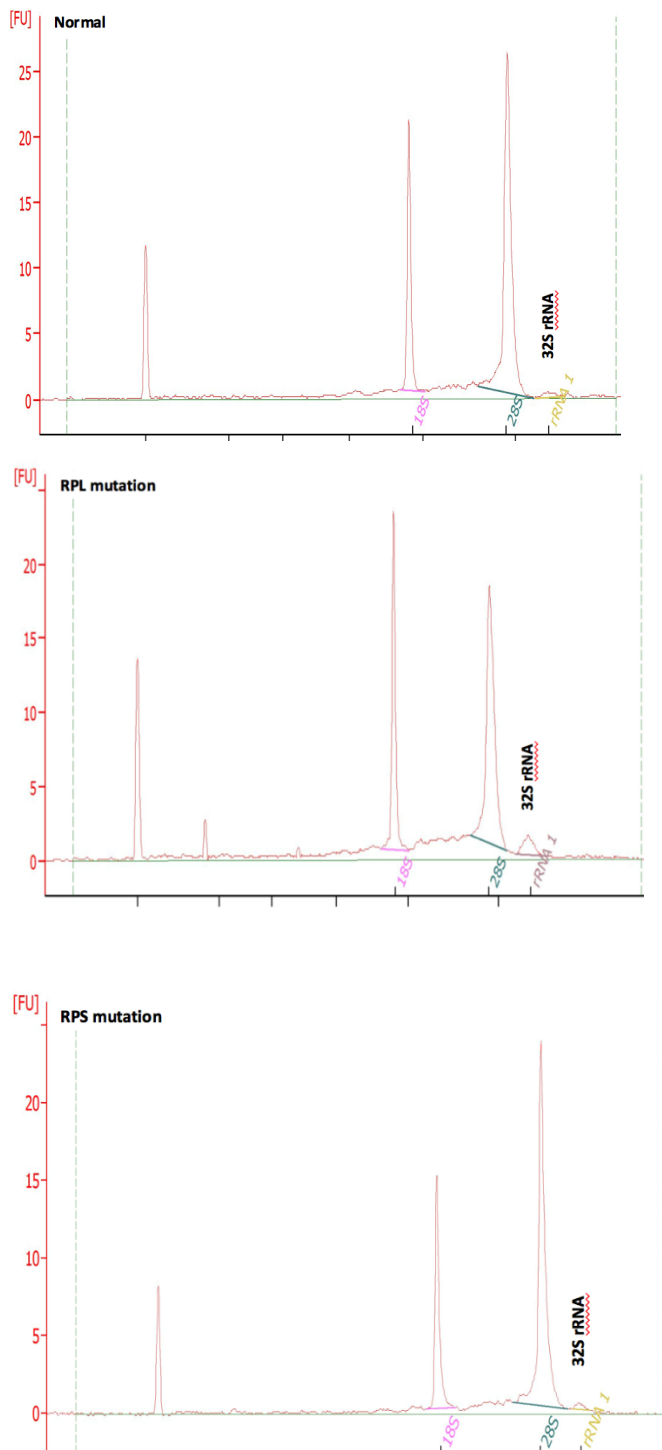 [FU]
Normal
25
20
15
10
5
0
32S rRNA
18S
28S
rRNA 1
[FU]
RPL mutation
20
15
10
5
0
32S rRNA
18S
28S
rRNA 1
[FU]
RPS mutation
20
15
10
5
0
32S rRNA
18S
28S
rRNA 1